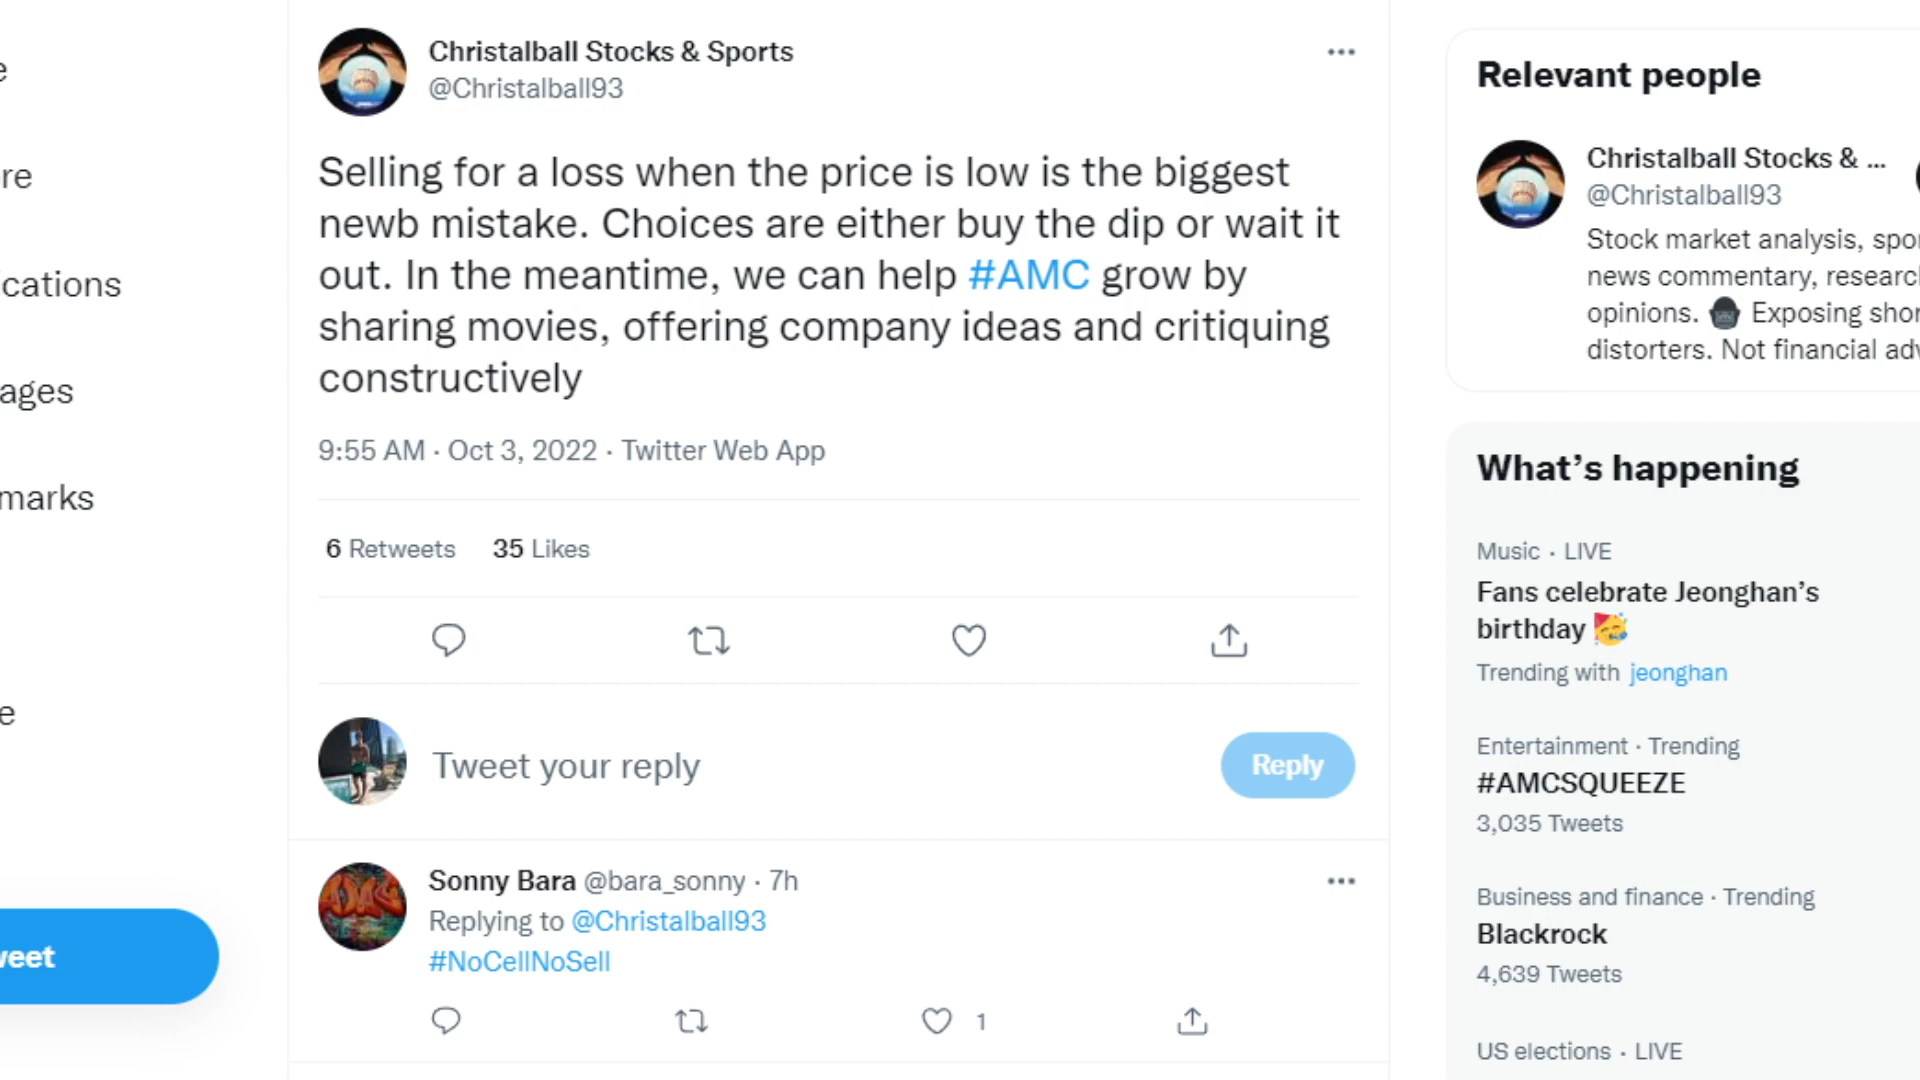 e
re
cations
ages
marks
e
weet
Christalball Stocks & Sports
@Christalball93
Selling for a loss when the price is low is the biggest
newb mistake. Choices are either buy the dip or wait it
out. In the meantime, we can help #AMC grow by
sharing movies, offering company ideas and critiquing
constructively
9:55 AM · Oct 3, 2022 · Twitter Web App
6 Retweets 35 Likes
Tweet your reply
Reply
Sonny Bara @bara_sonny · 7h
Replying to @Christalball93
#NoCellNoSell
1
Relevant people
Christalball Stocks & ...
@Christalball93
Stock market analysis, spo
news commentary, researc
opinions. Exposing shor
distorters. Not financial adv
What's happening
Music · LIVE
Fans celebrate Jeonghan's
birthday 🥳
Trending with jeonghan
Entertainment · Trending
#AMCSQUEEZE
3,035 Tweets
Business and finance · Trending
Blackrock
4,639 Tweets
US elections · LIVE